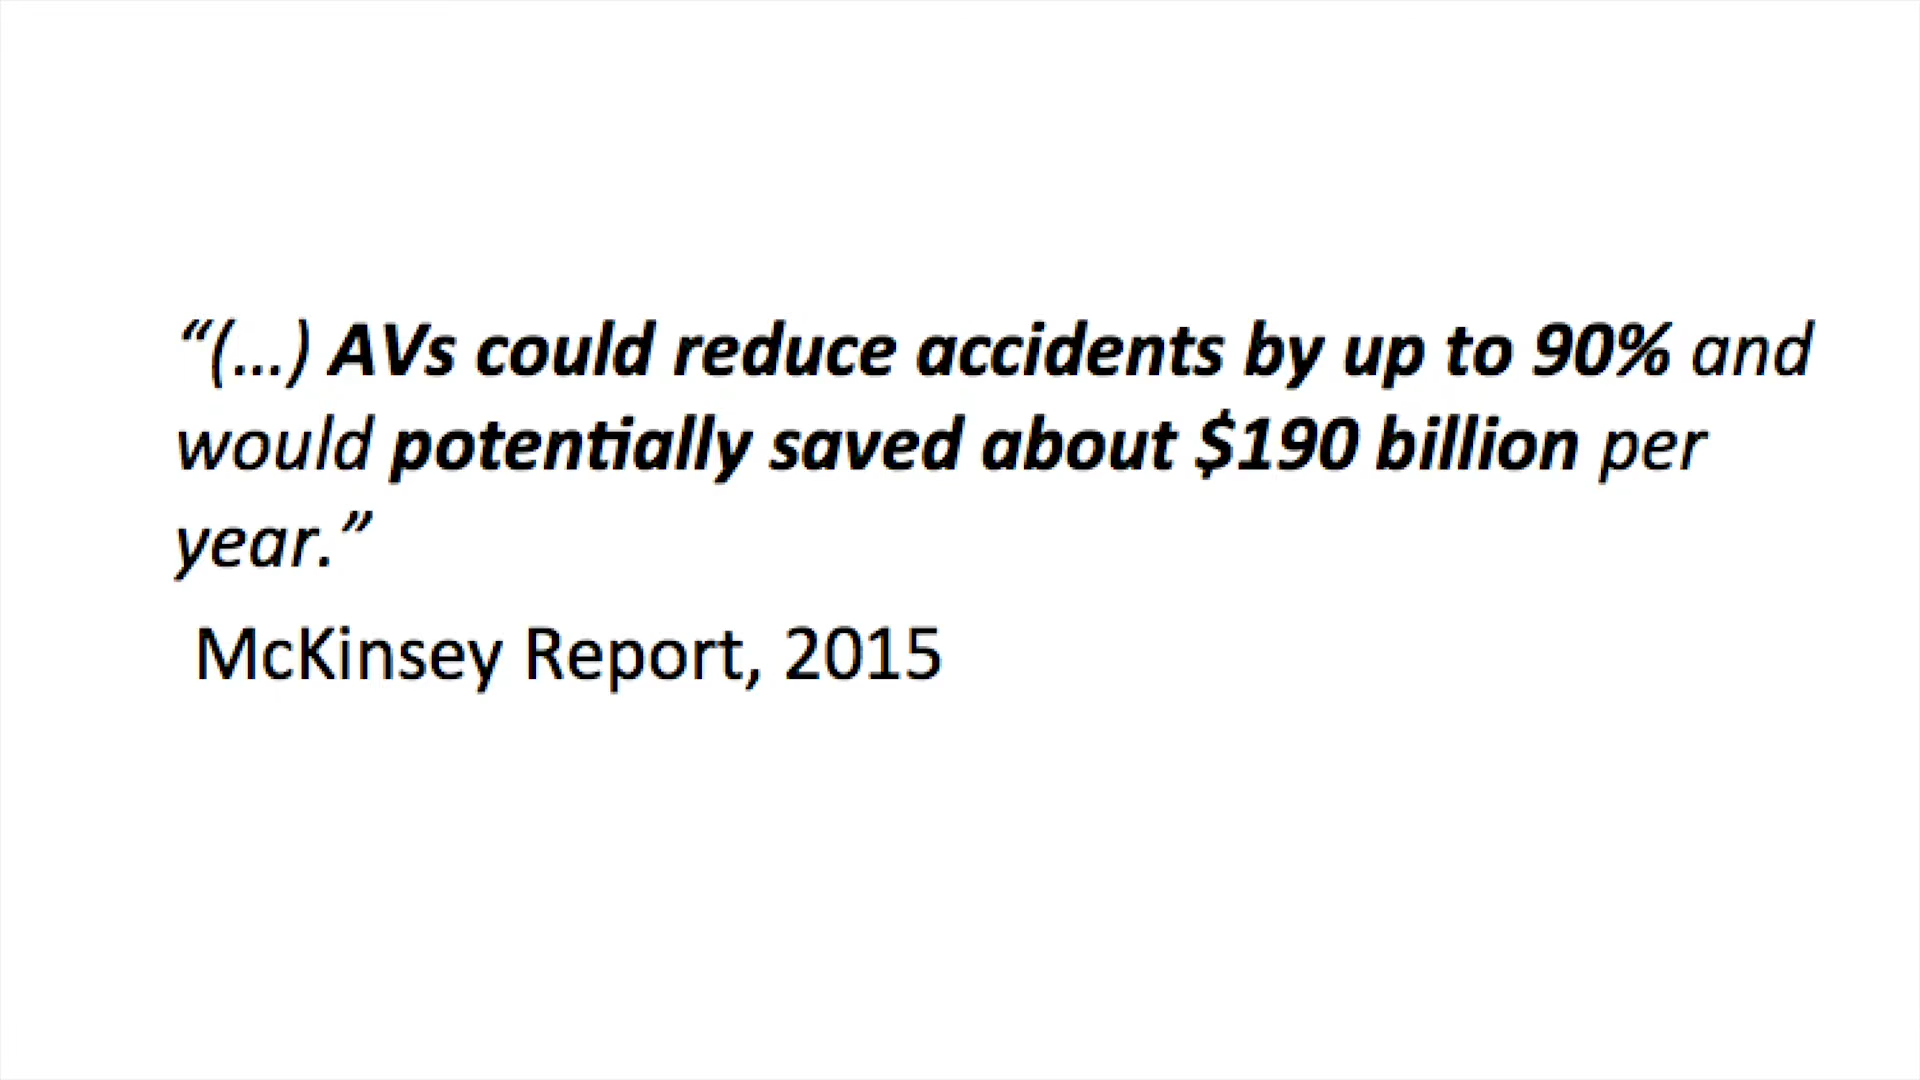 “(…) AVs could reduce accidents by up to 90% and
would potentially saved about $190 billion per
year.”
McKinsey Report, 2015